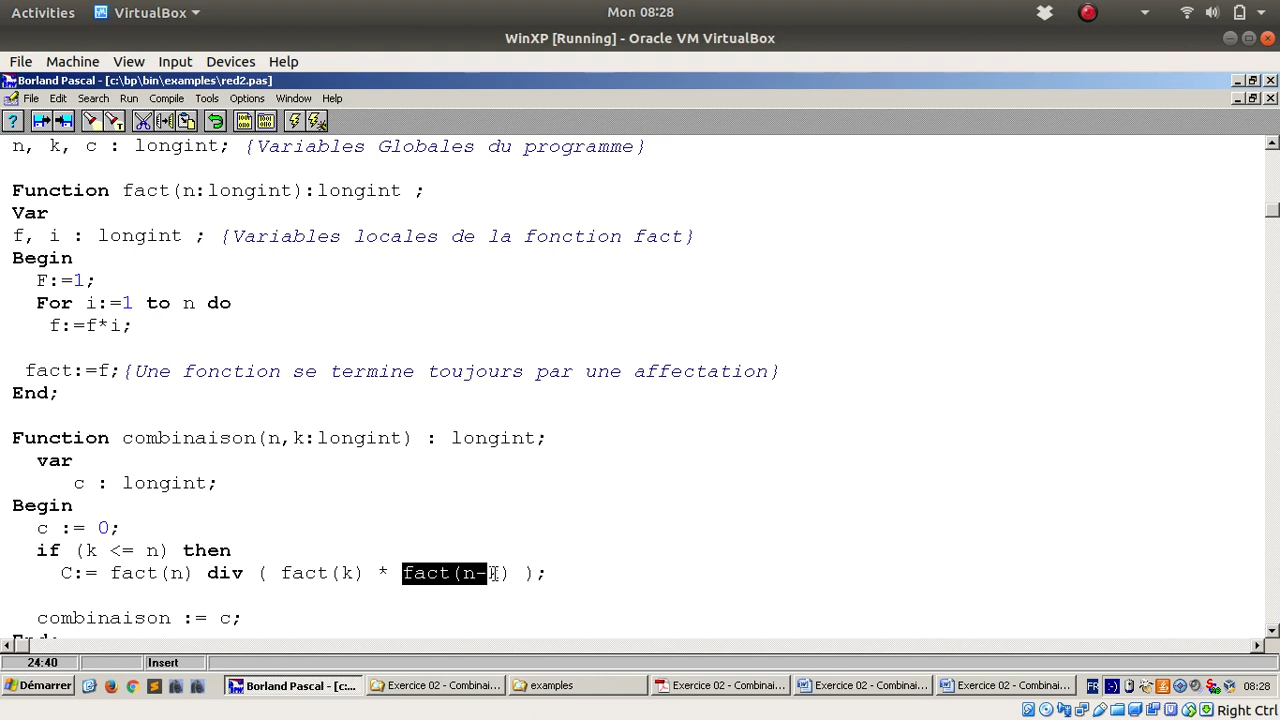 Activities VirtualBox Mon 08:28
WinXP [Running] - Oracle VM VirtualBox
File Machine View Input Devices Help
Borland Pascal - [c:\bp\bin\examples\red2.pas]
File Edit Search Run Compile Tools Options Window Help
n, k, c : longint; {Variables Globales du programme}
Function fact(n:longint):longint ;
Var
f, i : longint ; {Variables locales de la fonction fact}
Begin
F:=1;
For i:=1 to n do
f:=f*i;
fact:=f;{Une fonction se termine toujours par une affectation}
End;
Function combinaison(n,k:longint) : longint;
var
c : longint;
Begin
c := 0;
if (k <= n) then
C:= fact(n) div ( fact(k) * fact(n-k) );
combinaison := c;
End;
24:40 Insert
Démarrer Borland Pascal - [c:... Exercice 02 - Combinai... examples Exercice 02 - Combinai... Exercice 02 - Combinai... Exercice 02 - Combinai... FR 08:28
Right Ctrl